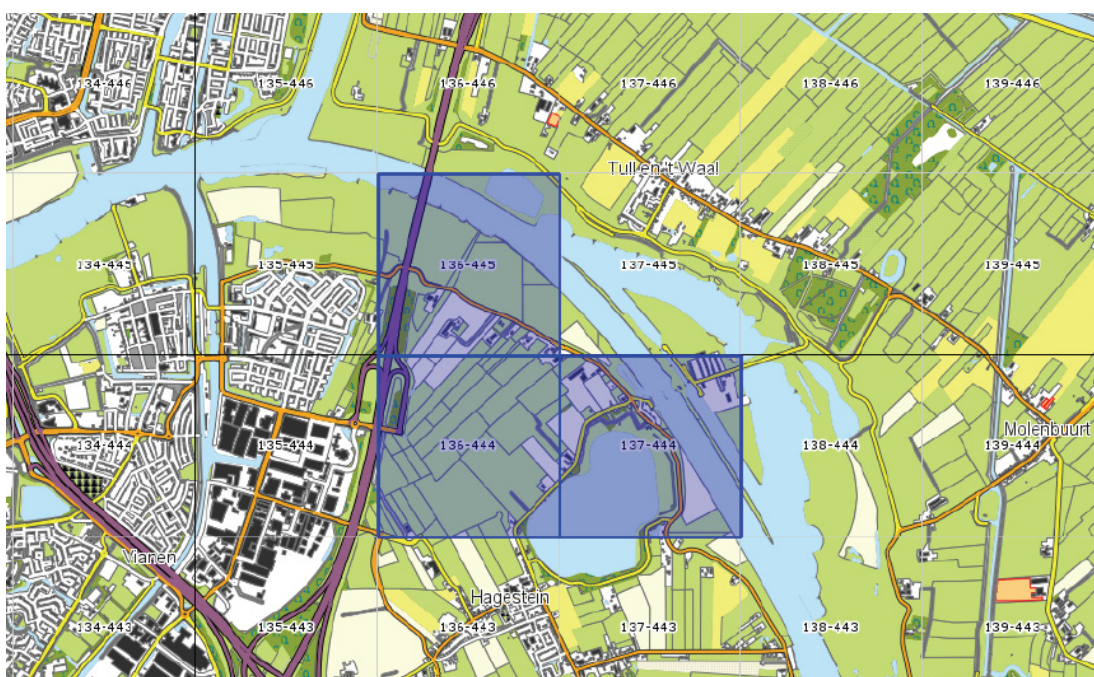 134-446 135-446 136-446 137-446 138-446 139-446
Tull en 't Waal
134-445 135-445 136-445 137-445 138-445 139-445
Molenbuurt
134-444 135-444 136-444 137-444 138-444 139-444
Vianen
Hagestein
134-443 135-443 136-443 137-443 138-443 139-443